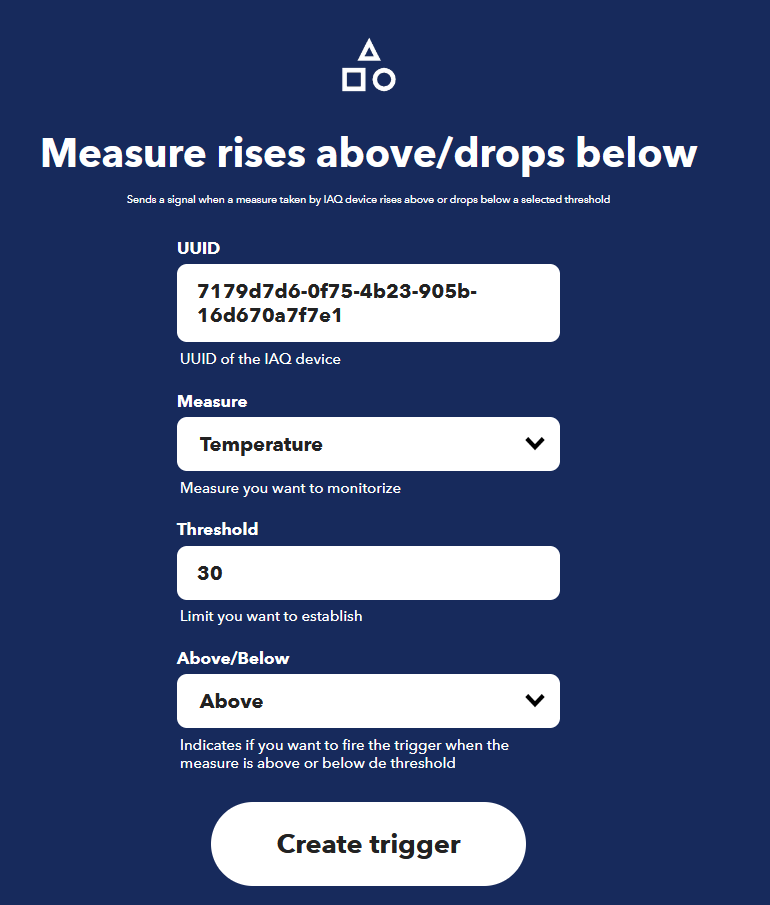 Measure rises above/drops below
Sends a signal when a measure taken by IAQ device rises above or drops below a selected threshold
UUID
7179d7d6-0f75-4b23-905b-
16d670a7f7e1
UUID of the IAQ device
Measure
Temperature
Measure you want to monitorize
Threshold
30
Limit you want to establish
Above/Below
Above
Indicates if you want to fire the trigger when the
measure is above or below de threshold
Create trigger